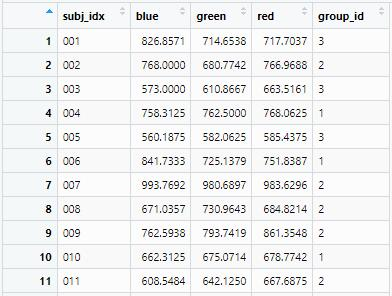 subj_idx blue green red group_id
1 001 826.8571 714.6538 717.7037 3
2 002 768.0000 680.7742 766.9688 2
3 003 573.0000 610.8667 663.5161 3
4 004 758.3125 762.5000 768.0625 1
5 005 560.1875 582.0625 585.4375 3
6 006 841.7333 725.1379 751.8387 1
7 007 993.7692 980.6897 983.6296 2
8 008 671.0357 730.9643 684.8214 2
9 009 762.5938 793.7419 861.3548 2
10 010 662.3125 675.0714 678.7742 1
11 011 608.5484 642.1250 667.6875 2